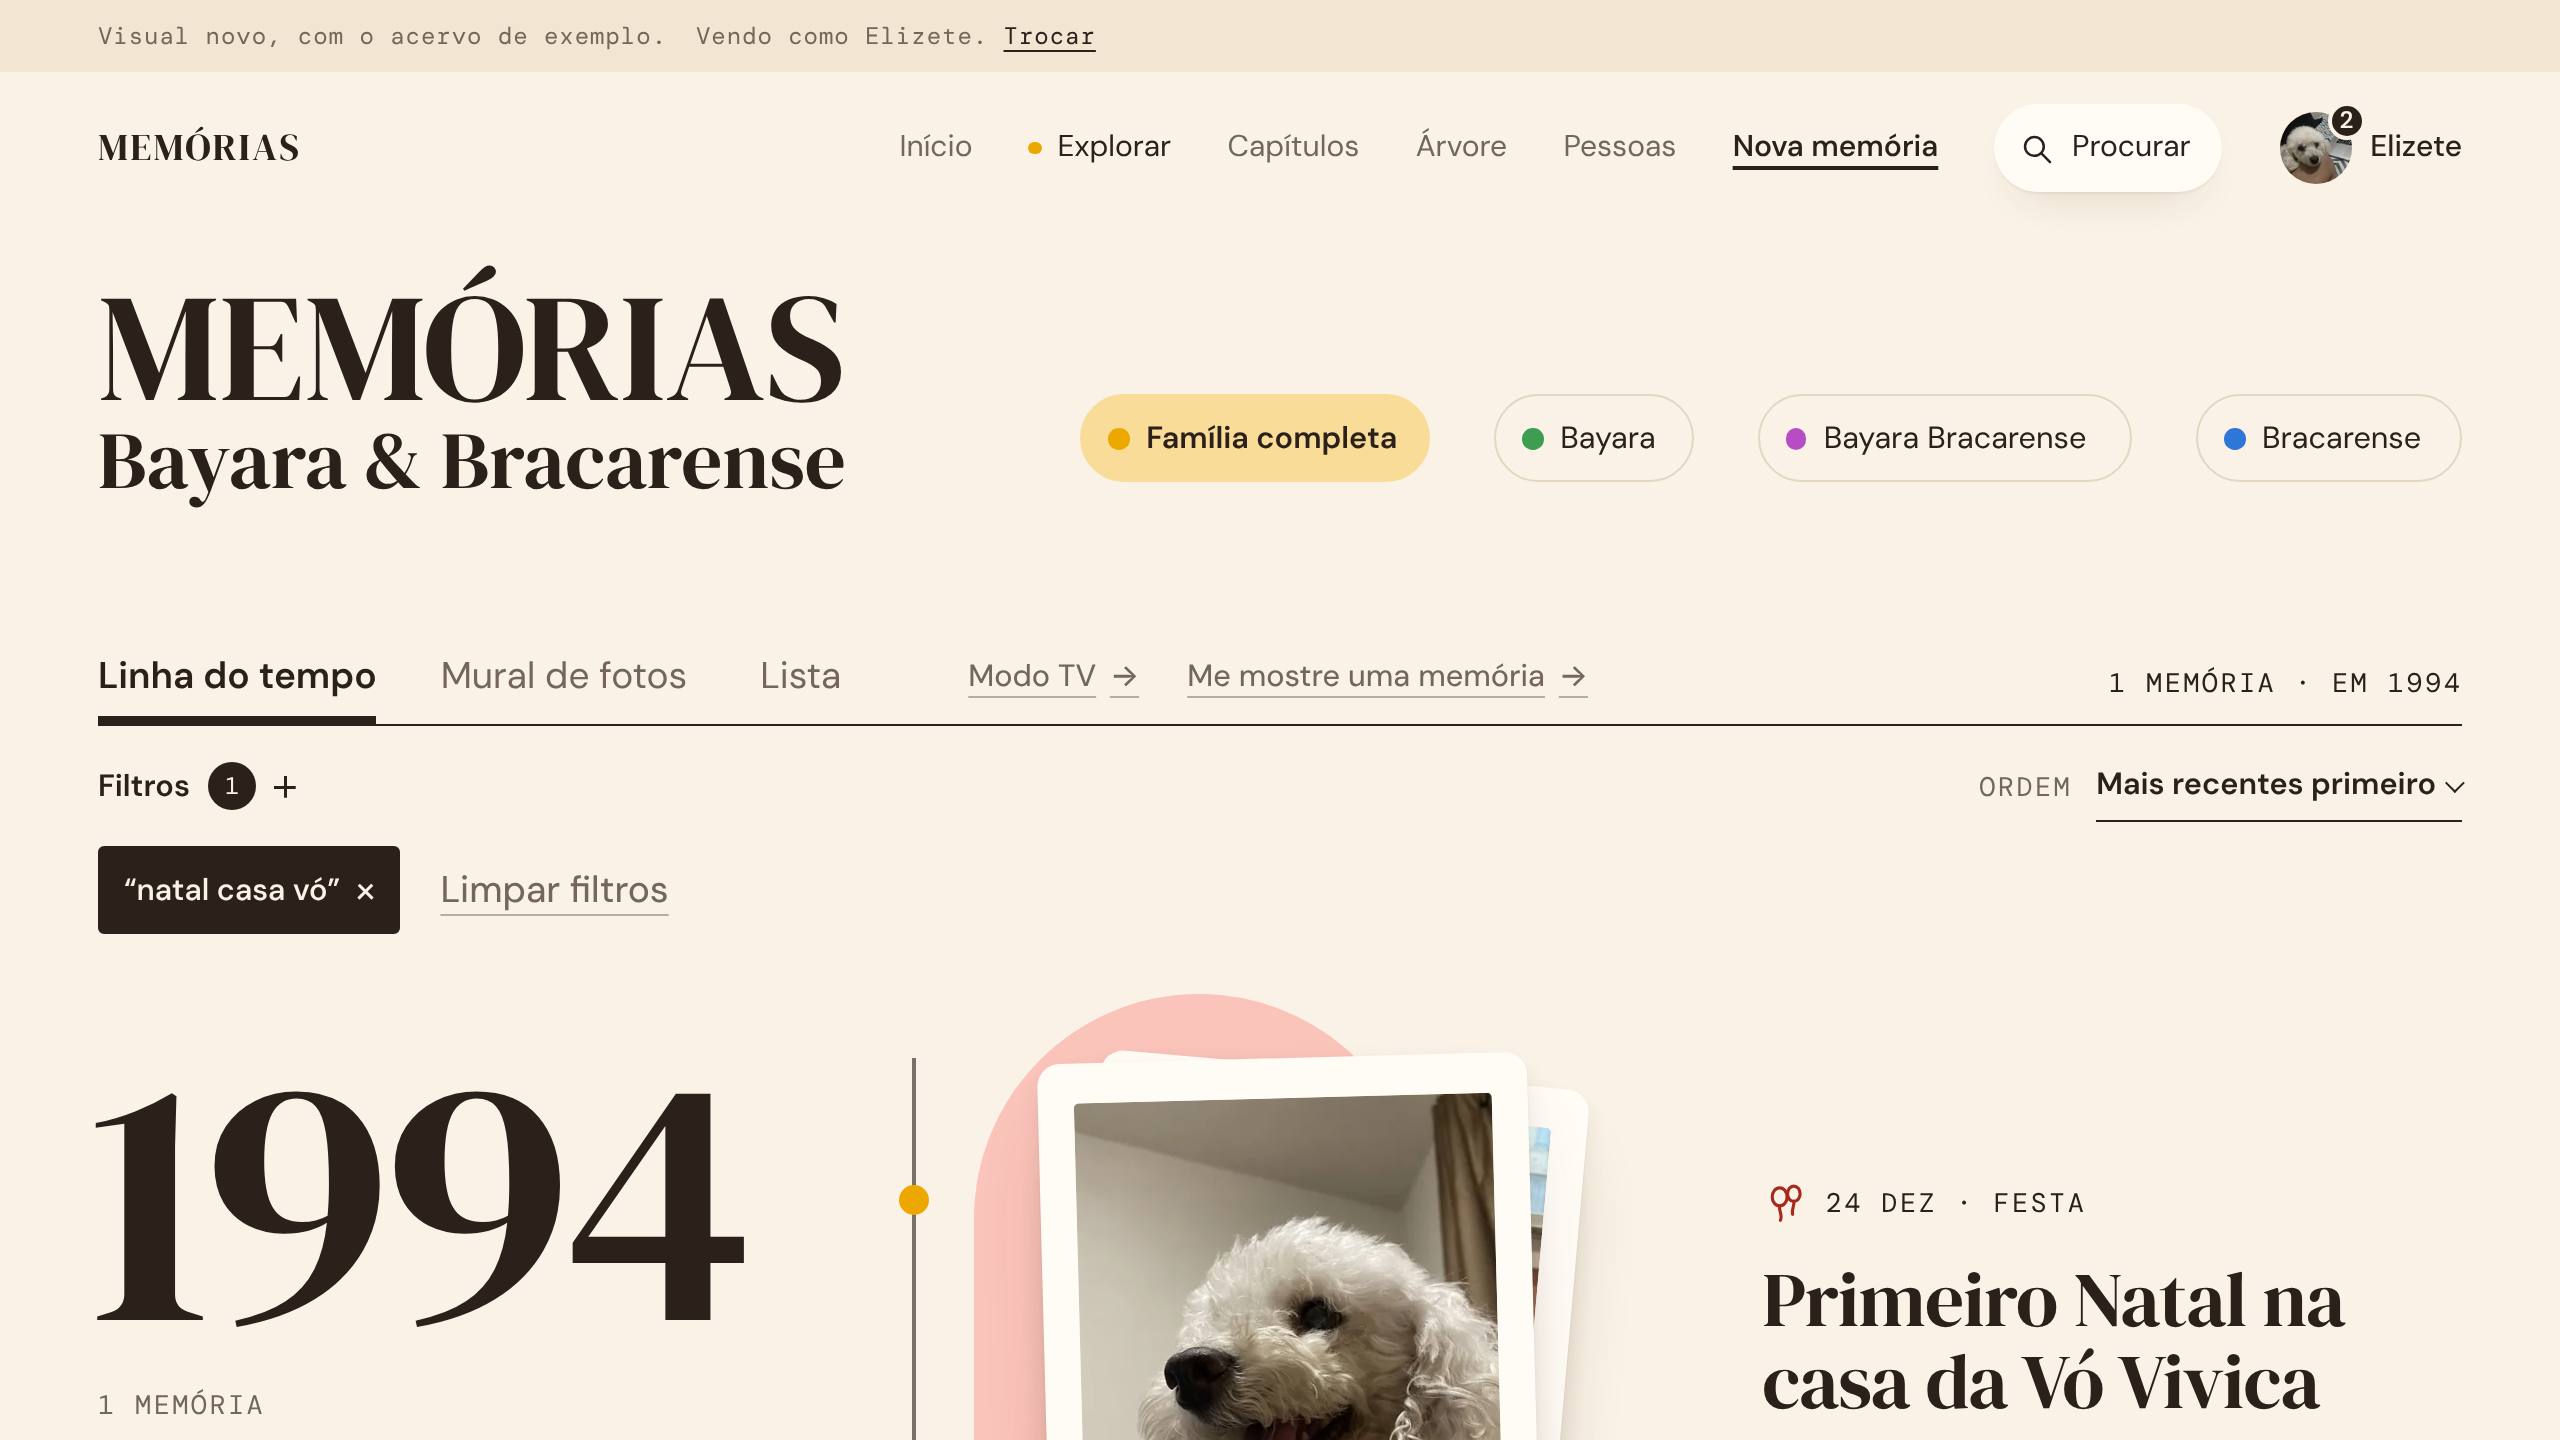 Visual novo, com o acervo de exemplo. Vendo como Elizete. Trocar
MEMÓRIAS
Início Explorar Capítulos Árvore Pessoas Nova memória Procurar 2 Elizete
MEMÓRIAS
Bayara & Bracarense
Família completa Bayara Bayara Bracarense Bracarense
Linha do tempo Mural de fotos Lista Modo TV → Me mostre uma memória → 1 MEMÓRIA · EM 1994
Filtros 1 + ORDEM Mais recentes primeiro
“natal casa vó” × Limpar filtros
1994
1 MEMÓRIA
24 DEZ · FESTA
Primeiro Natal na
casa da Vó Vivica